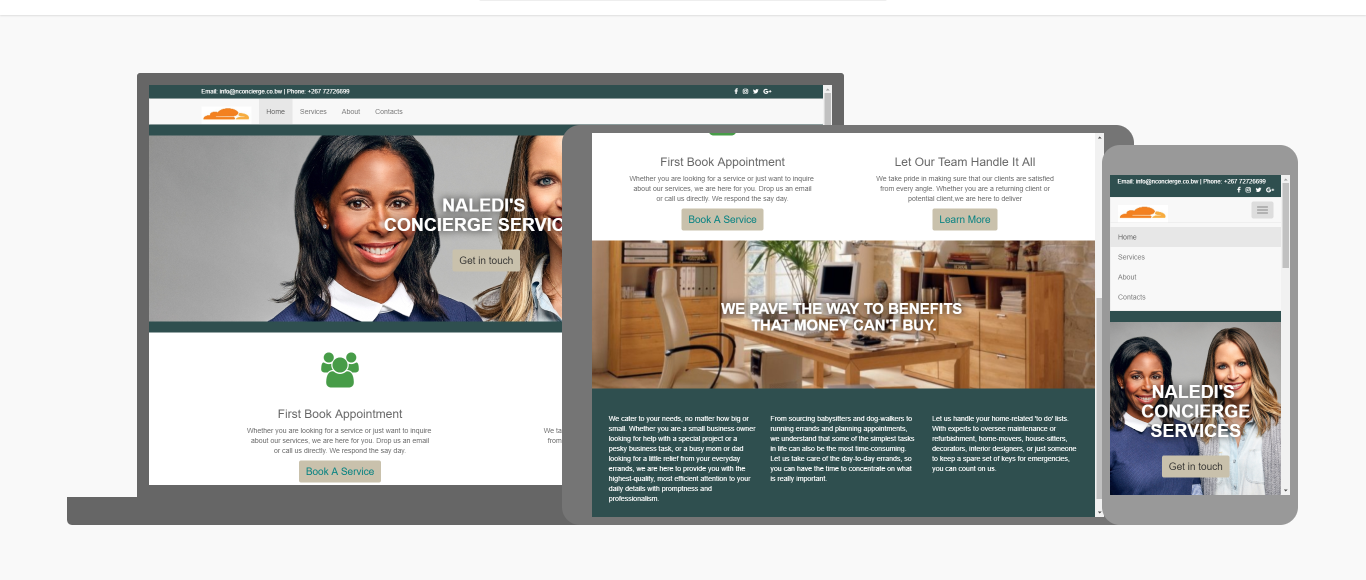 Email: info@nconcierge.co.bw | Phone: +267 72726699
Home Services About Contacts
NALEDI'S
CONCIERGE SERVIC
Get in touch
First Book Appointment
Whether you are looking for a service or just want to inquire
about our services, we are here for you. Drop us an email
or call us directly. We respond the say day.
Book A Service
We ta
from
First Book Appointment
Whether you are looking for a service or just want to inquire
about our services, we are here for you. Drop us an email
or call us directly. We respond the say day.
Book A Service
Let Our Team Handle It All
We take pride in making sure that our clients are satisfied
from every angle. Whether you are a returning client or
potential client,we are here to deliver
Learn More
WE PAVE THE WAY TO BENEFITS
THAT MONEY CAN'T BUY.
We cater to your needs, no matter how big or
small. Whether you are a small business owner
looking for help with a special project or a
pesky business task, or a busy mom or dad
looking for a little relief from your everyday
errands, we are here to provide you with the
highest-quality, most efficient attention to your
daily details with promptness and
professionalism.
From sourcing babysitters and dog-walkers to
running errands and planning appointments,
we understand that some of the simplest tasks
in life can also be the most time-consuming.
Let us take care of the day-to-day errands, so
you can have the time to concentrate on what
is really important.
Let us handle your home-related 'to do' lists.
With experts to oversee maintenance or
refurbishment, home-movers, house-sitters,
decorators, interior designers, or just someone
to keep a spare set of keys for emergencies,
you can count on us.
Email: info@nconcierge.co.bw | Phone: +267 72726699
Home
Services
About
Contacts
NALEDI'S
CONCIERGE
SERVICES
Get in touch